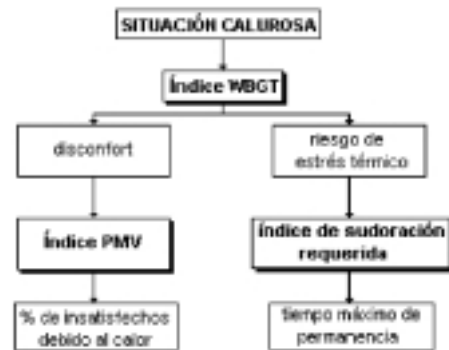 SITUACIÓN CALUROSA
Índice WBGT
disconfort
riesgo de
estrés térmico
Índice PMV
índice de sudoración
requerida
% de insatistechos
debido al calor
tiempo máximo de
permanencia